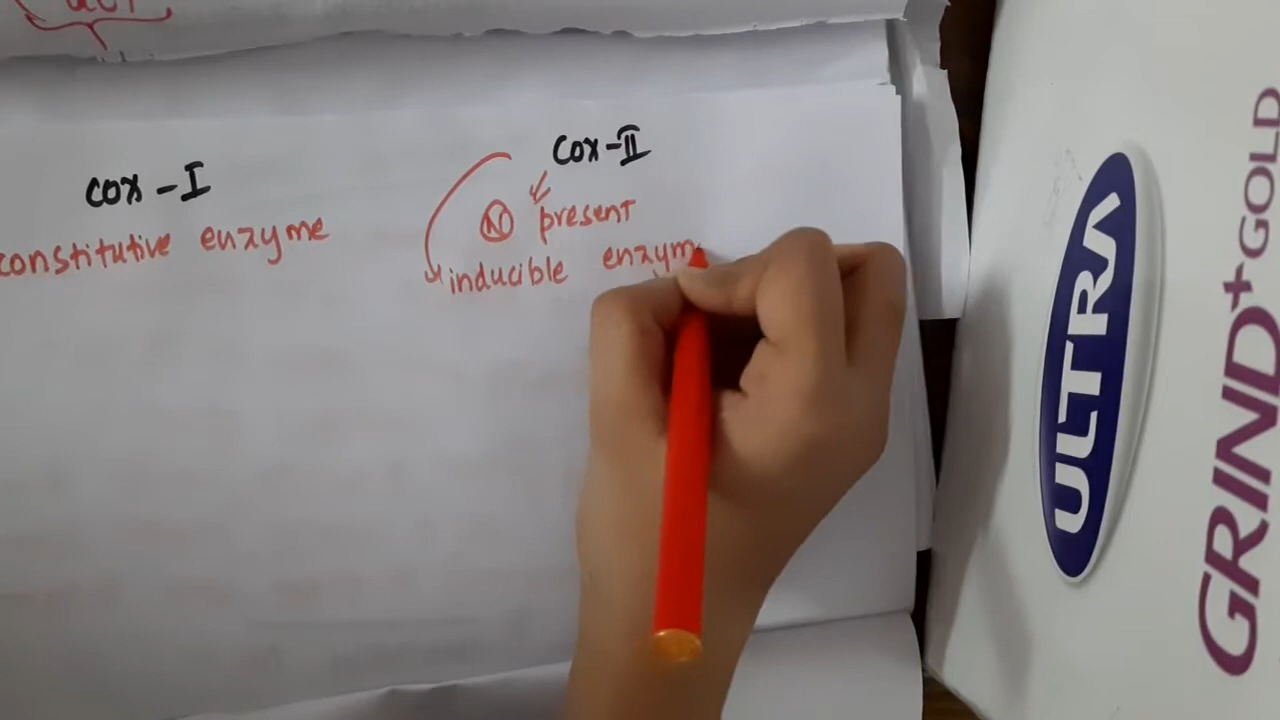 cox - I
constitutive enzyme
cox - II
N present
inducible enzym
ULTRA
GRIND+GOLD